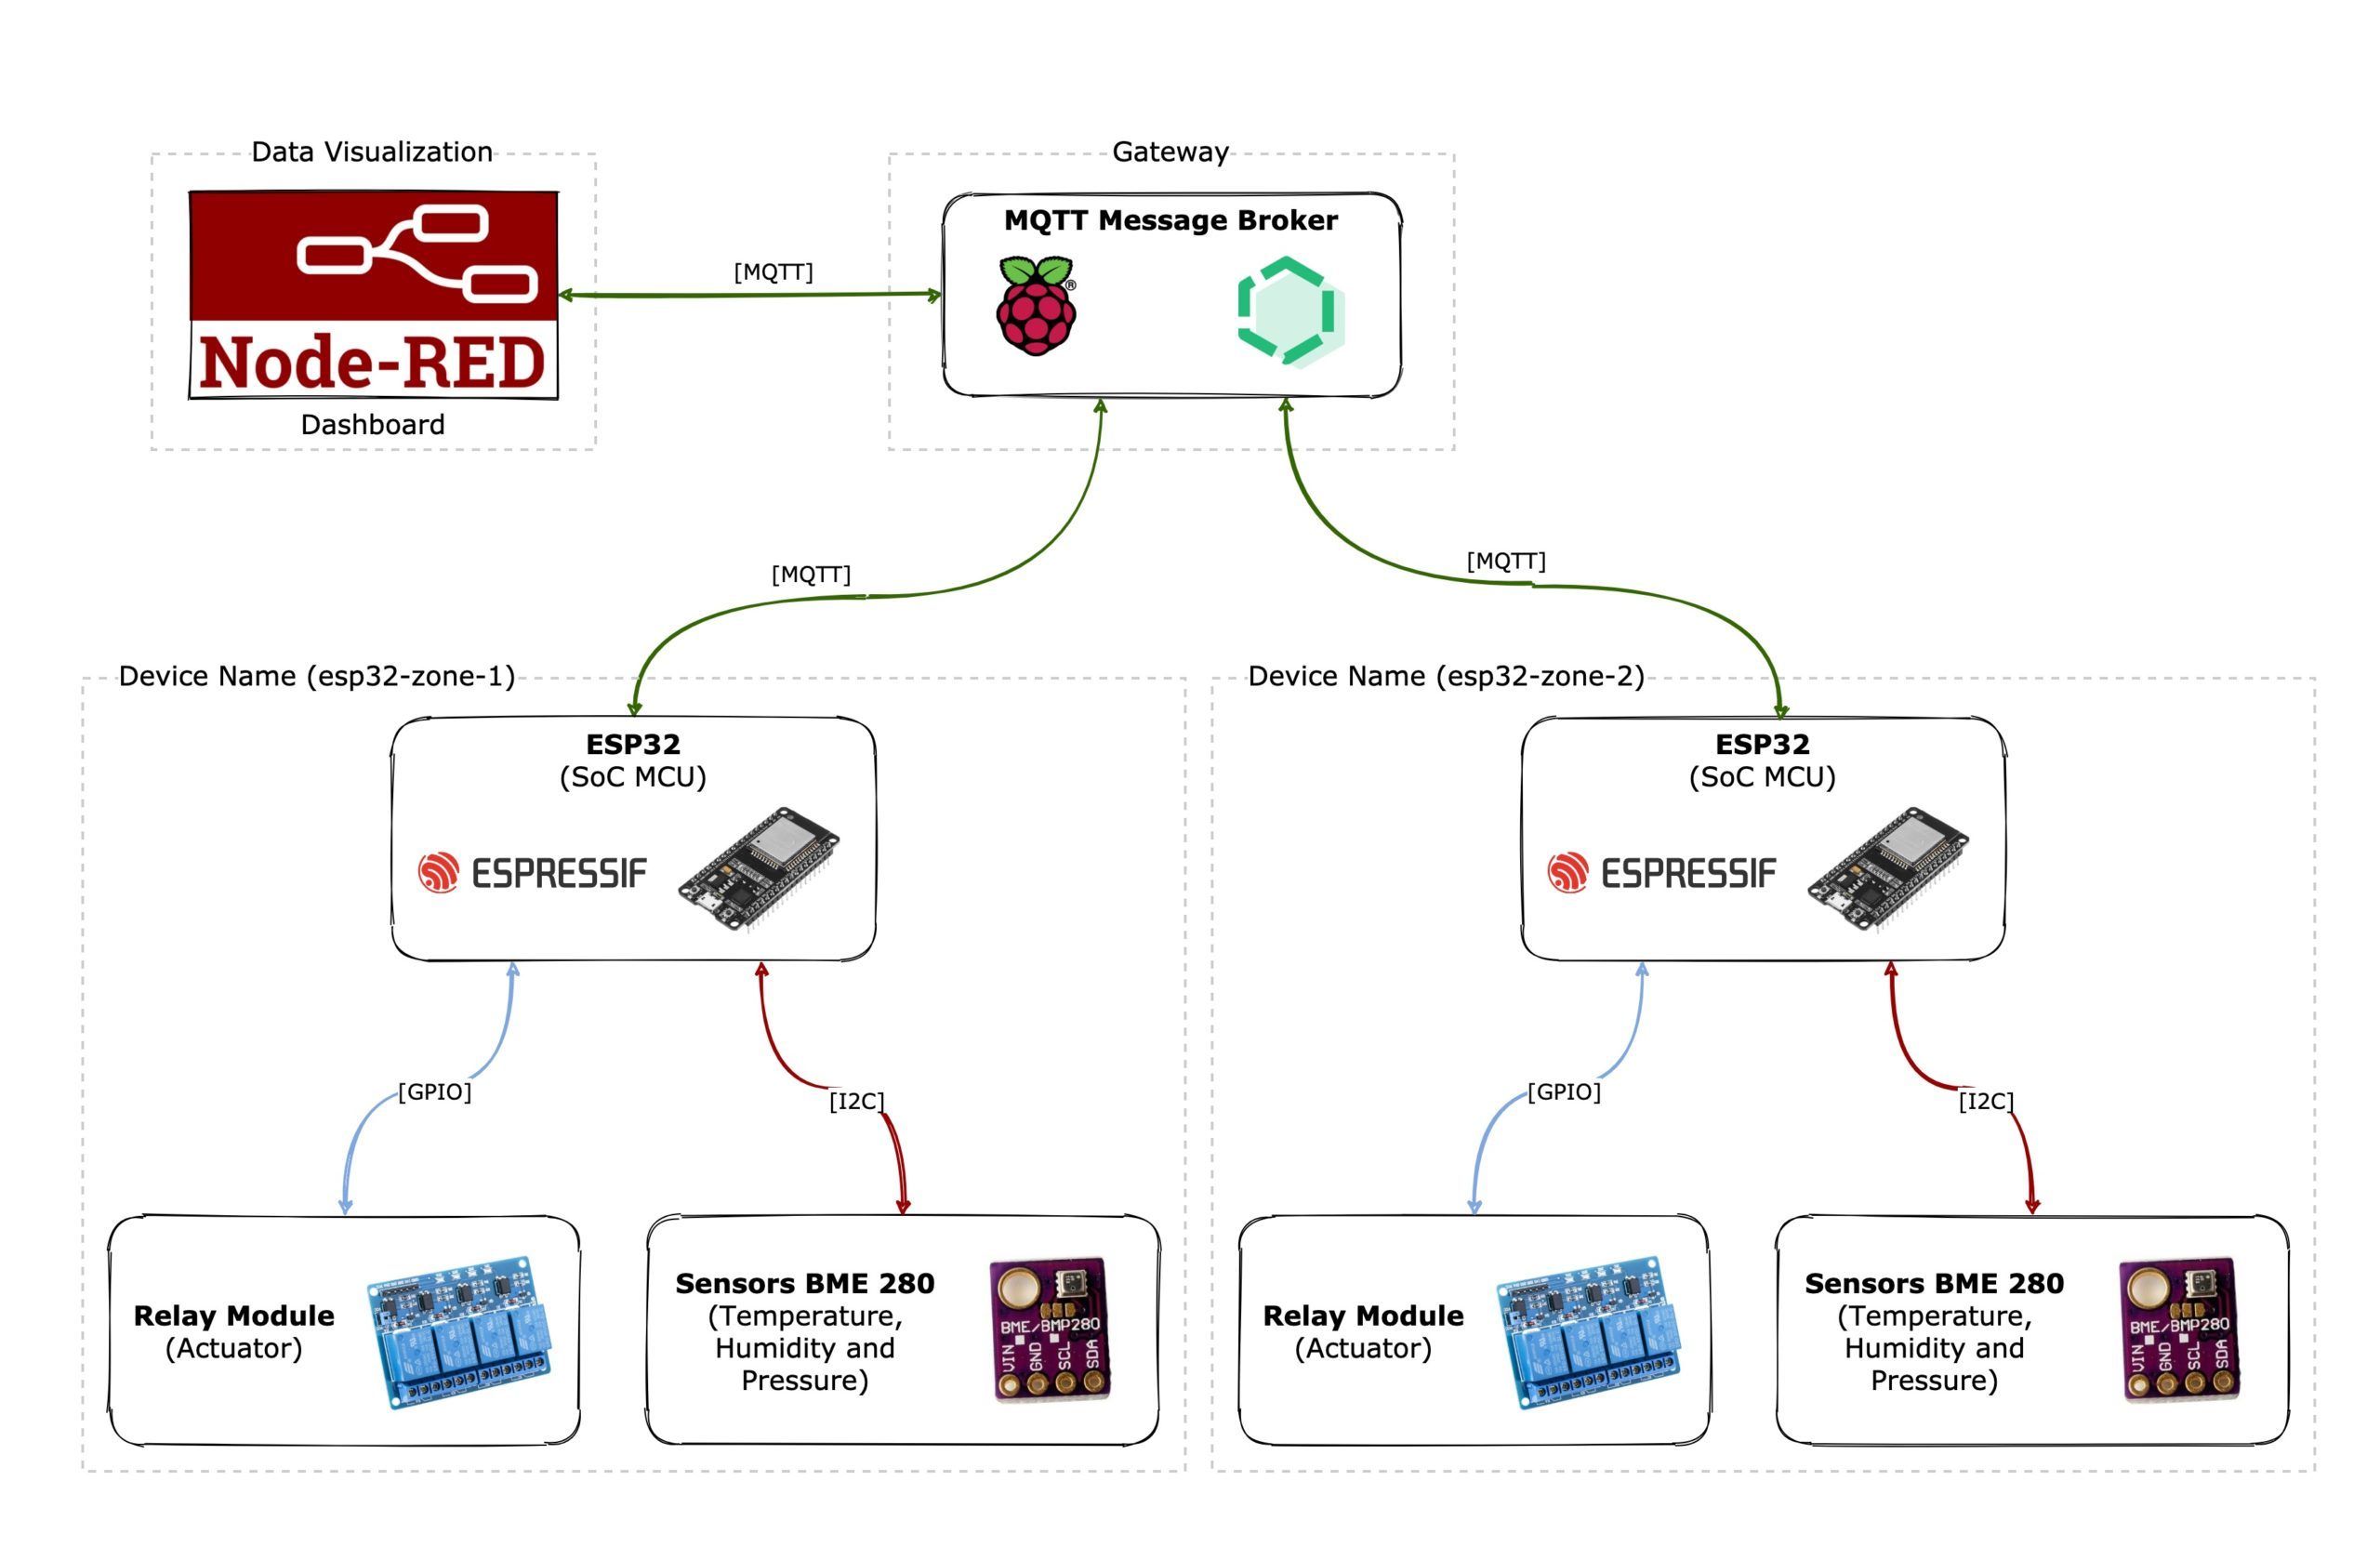 Data Visualization
Node-RED
Dashboard
[MQTT]
Gateway
MQTT Message Broker
®
[MQTT]
[MQTT]
Device Name (esp32-zone-1)
ESP32
(SoC MCU)
ESPRESSIF
[GPIO]
[I2C]
Relay Module
(Actuator)
Sensors BME 280
(Temperature,
Humidity and
Pressure)
BME/BMP280
VIN
GND
SCL
SDA
Device Name (esp32-zone-2)
ESP32
(SoC MCU)
ESPRESSIF
[GPIO]
[I2C]
Relay Module
(Actuator)
Sensors BME 280
(Temperature,
Humidity and
Pressure)
BME/BMP280
VIN
GND
SCL
SDA